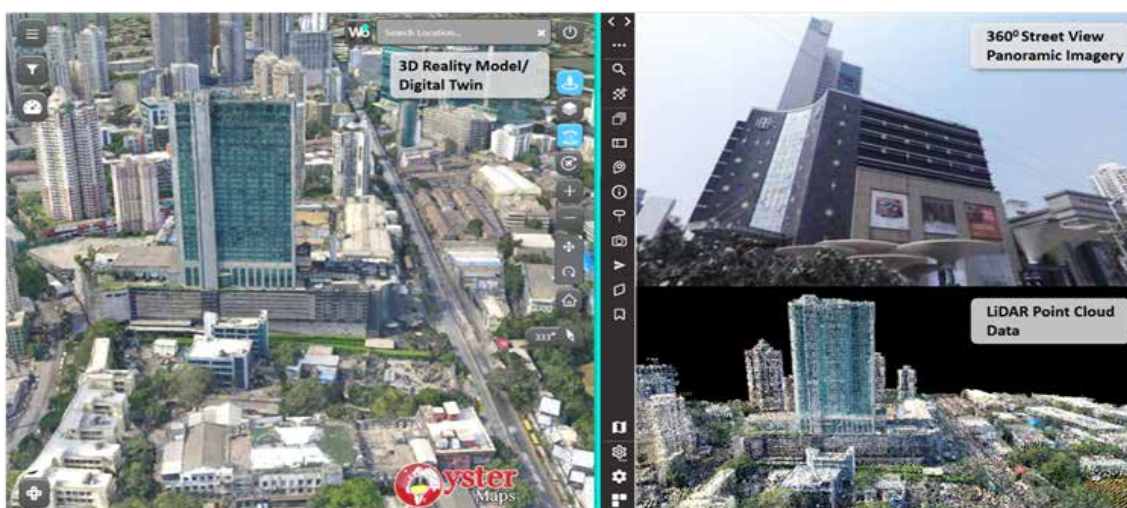 Wo
Search Location...
3D Reality Model/
Digital Twin
333°
Oyster
Maps
360⁰ Street View
Panoramic Imagery
LiDAR Point Cloud
Data